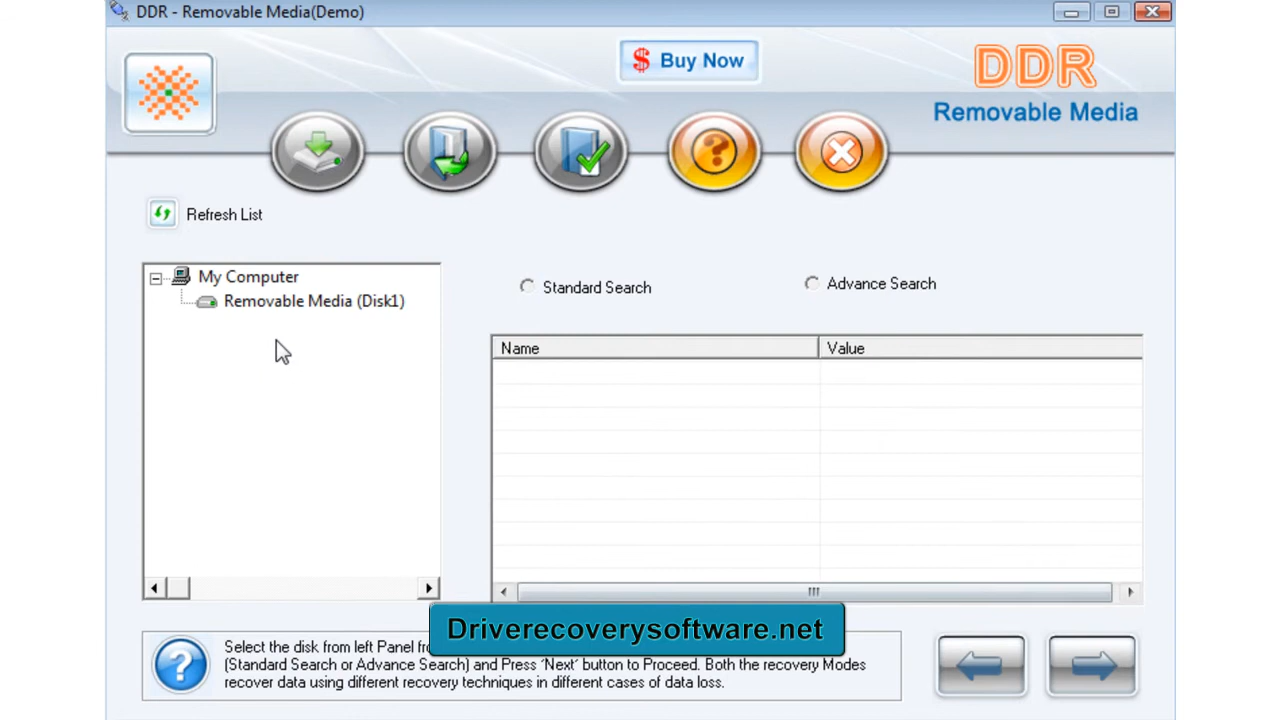 DDR - Removable Media(Demo)
$ Buy Now
DDR
Removable Media
Refresh List
My Computer
Removable Media (Disk1)
Standard Search
Advance Search
Name Value
Driverecoverysoftware.net
Select the disk from left Panel
(Standard Search or Advance Search) and Press 'Next' button to Proceed. Both the recovery Modes
recover data using different recovery techniques in different cases of data loss.